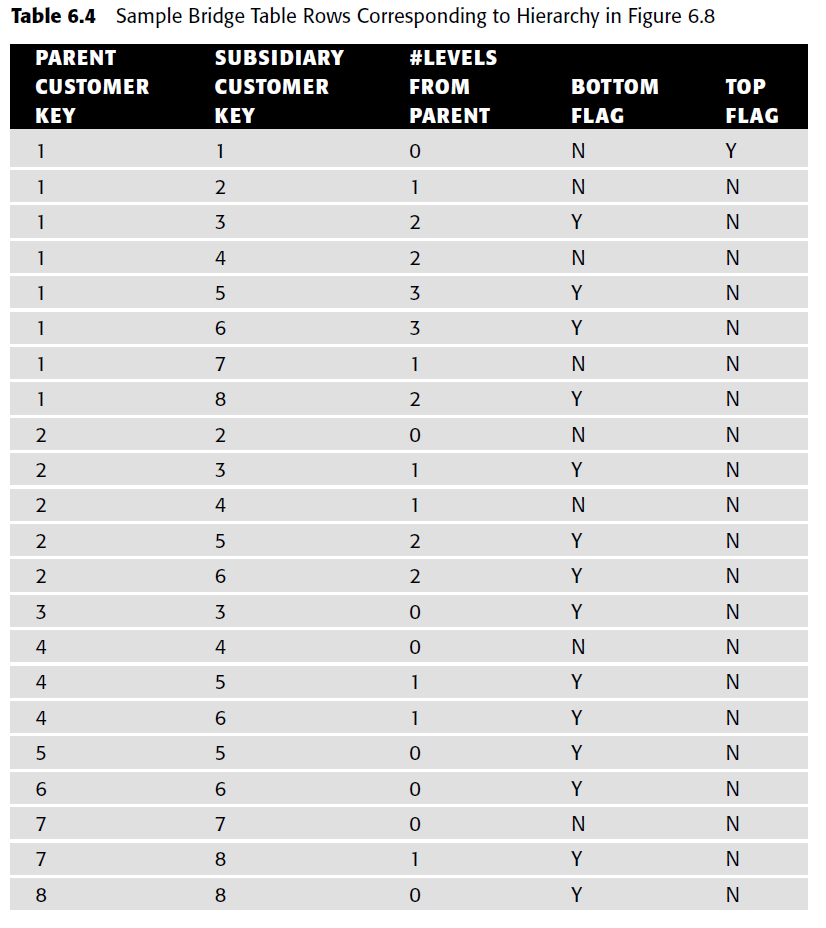 Table 6.4 Sample Bridge Table Rows Corresponding to Hierarchy in Figure 6.8
PARENT CUSTOMER KEY SUBSIDIARY CUSTOMER KEY #LEVELS FROM PARENT BOTTOM FLAG TOP FLAG
1 1 0 N Y
1 2 1 N N
1 3 2 Y N
1 4 2 N N
1 5 3 Y N
1 6 3 Y N
1 7 1 N N
1 8 2 Y N
2 2 0 N N
2 3 1 Y N
2 4 1 N N
2 5 2 Y N
2 6 2 Y N
3 3 0 Y N
4 4 0 N N
4 5 1 Y N
4 6 1 Y N
5 5 0 Y N
6 6 0 Y N
7 7 0 N N
7 8 1 Y N
8 8 0 Y N